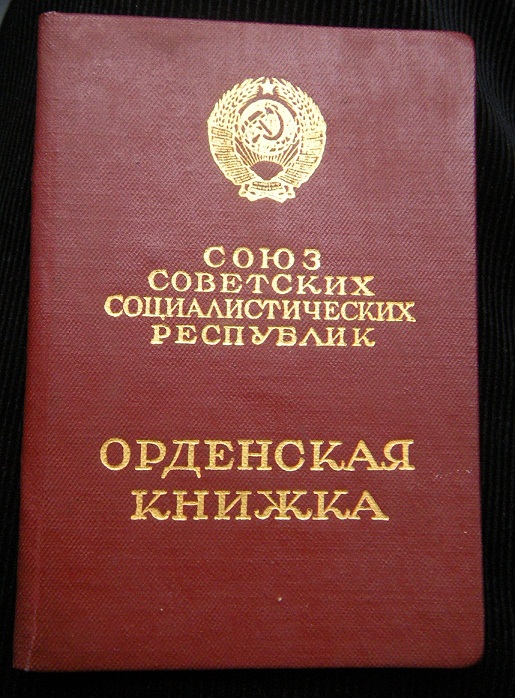 СОЮЗ
СОВЕТСКИХ
СОЦИАЛИСТИЧЕСКИХ
РЕСПУБЛИК
ОРДЕНСКАЯ
КНИЖКА